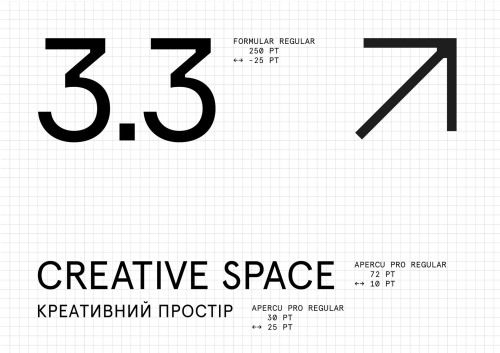 3.3
FORMULAR REGULAR
250 PT
↔ -25 PT
CREATIVE SPACE
APERCU PRO REGULAR
72 PT
↔ 10 PT
КРЕАТИВНИЙ ПРОСТІР
APERCU PRO REGULAR
30 PT
↔ 25 PT